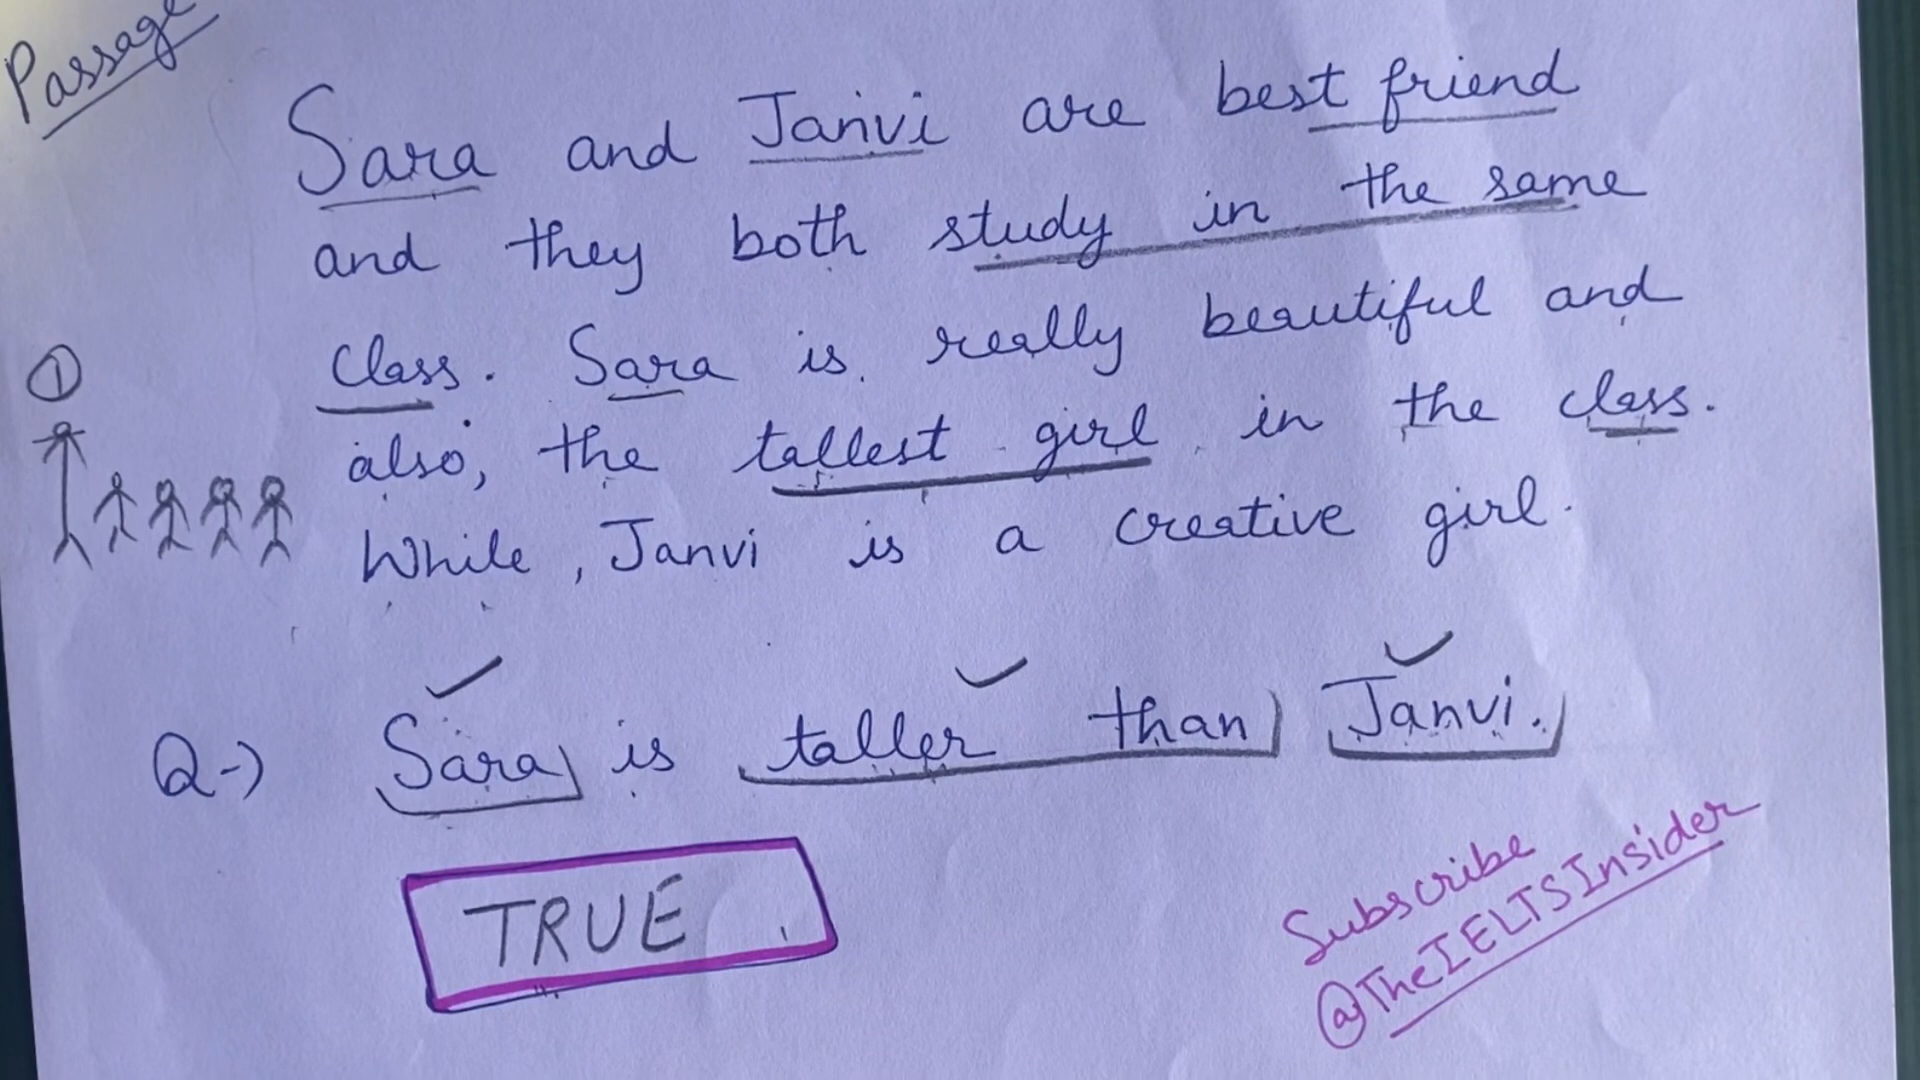 Passage
Sara and Janvi are best friend
and they both study in the same
class. Sara is really beautiful and
also, the tallest girl in the class.
While, Janvi is a creative girl.
①
Q-) Sara is taller than Janvi.
TRUE
Subscribe
@TheIELTSInsider